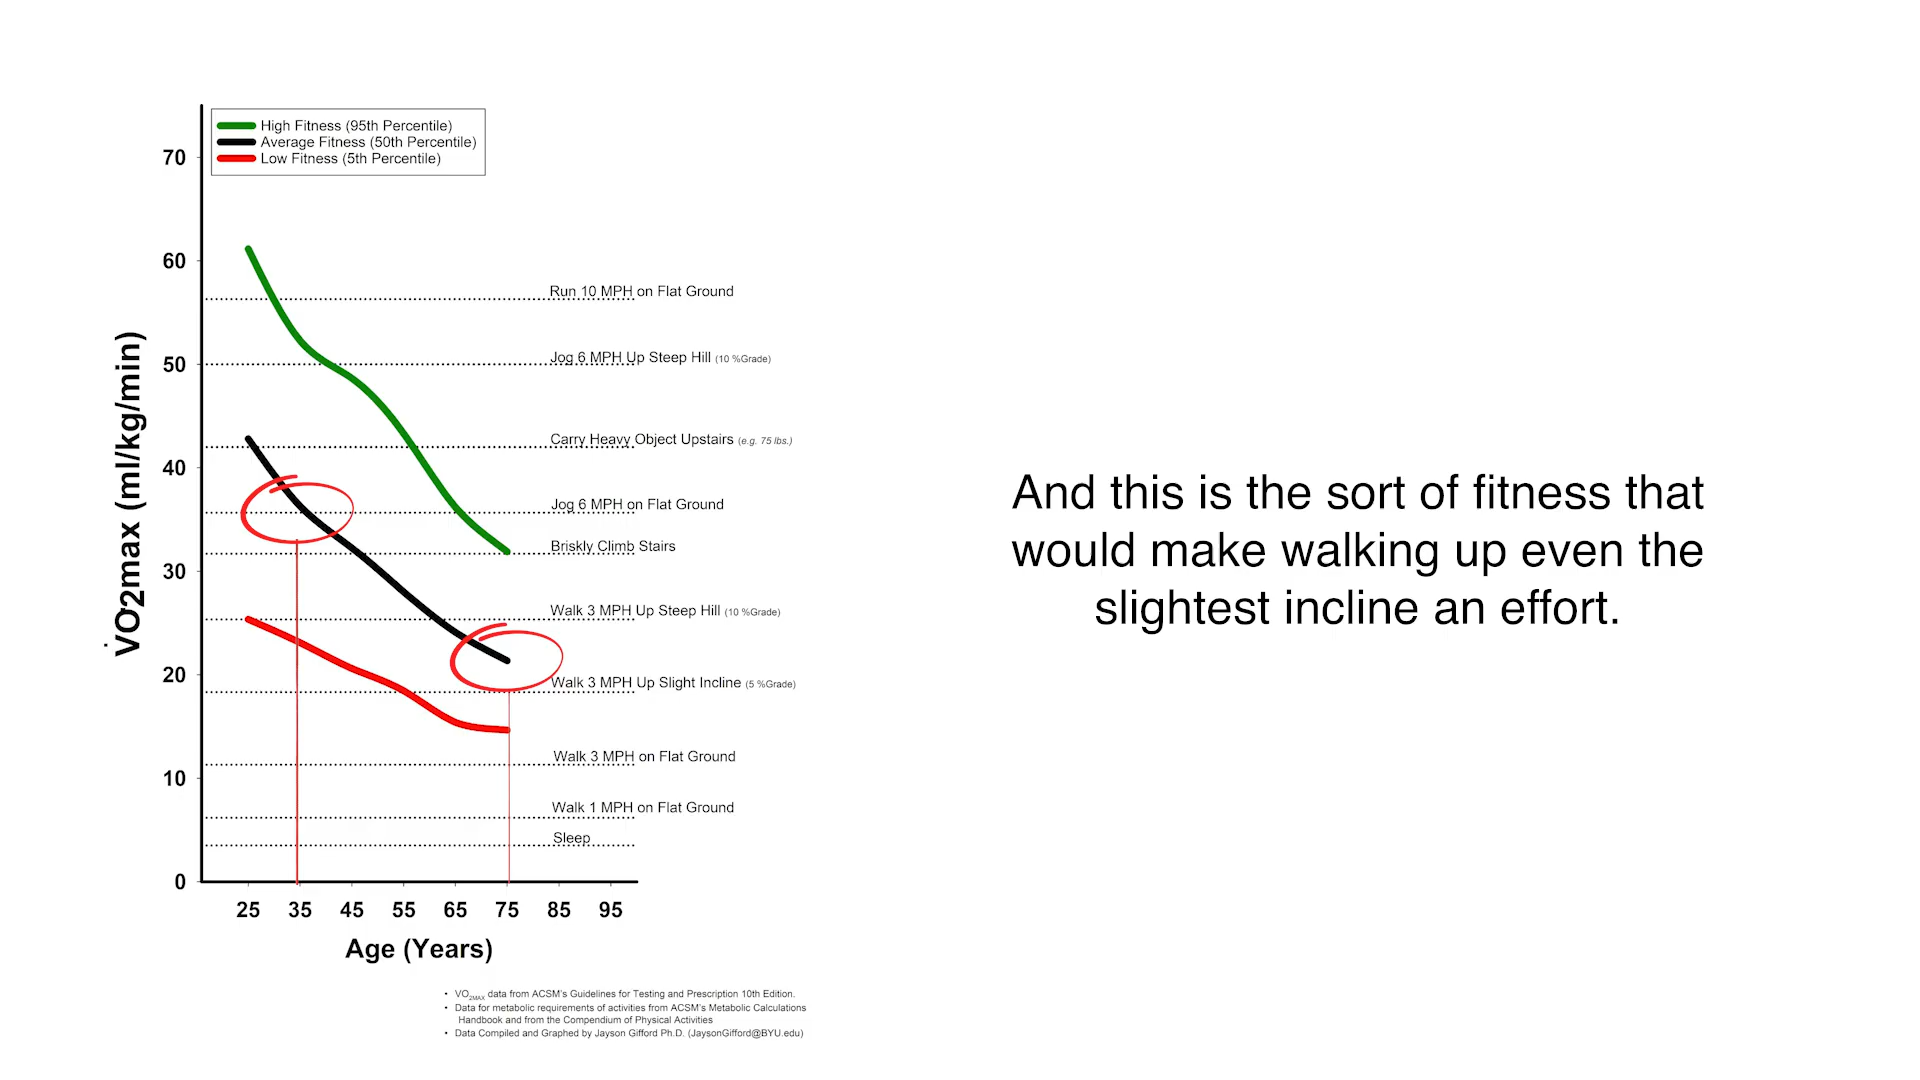 High Fitness (95th Percentile)
Average Fitness (50th Percentile)
Low Fitness (5th Percentile)
70
60
50
40
30
20
10
0
V̇O2max (ml/kg/min)
Run 10 MPH on Flat Ground
Jog 6 MPH Up Steep Hill (10 %Grade)
Carry Heavy Object Upstairs (e.g. 75 lbs.)
Jog 6 MPH on Flat Ground
Briskly Climb Stairs
Walk 3 MPH Up Steep Hill (10 %Grade)
Walk 3 MPH Up Slight Incline (5 %Grade)
Walk 3 MPH on Flat Ground
Walk 1 MPH on Flat Ground
Sleep
25 35 45 55 65 75 85 95
Age (Years)
• VO2MAX data from ACSM's Guidelines for Testing and Prescription 10th Edition.
• Data for metabolic requirements of activities from ACSM's Metabolic Calculations
Handbook and from the Compendium of Physical Activities
• Data Compiled and Graphed by Jayson Gifford Ph.D. (JaysonGifford@BYU.edu)
And this is the sort of fitness that
would make walking up even the
slightest incline an effort.